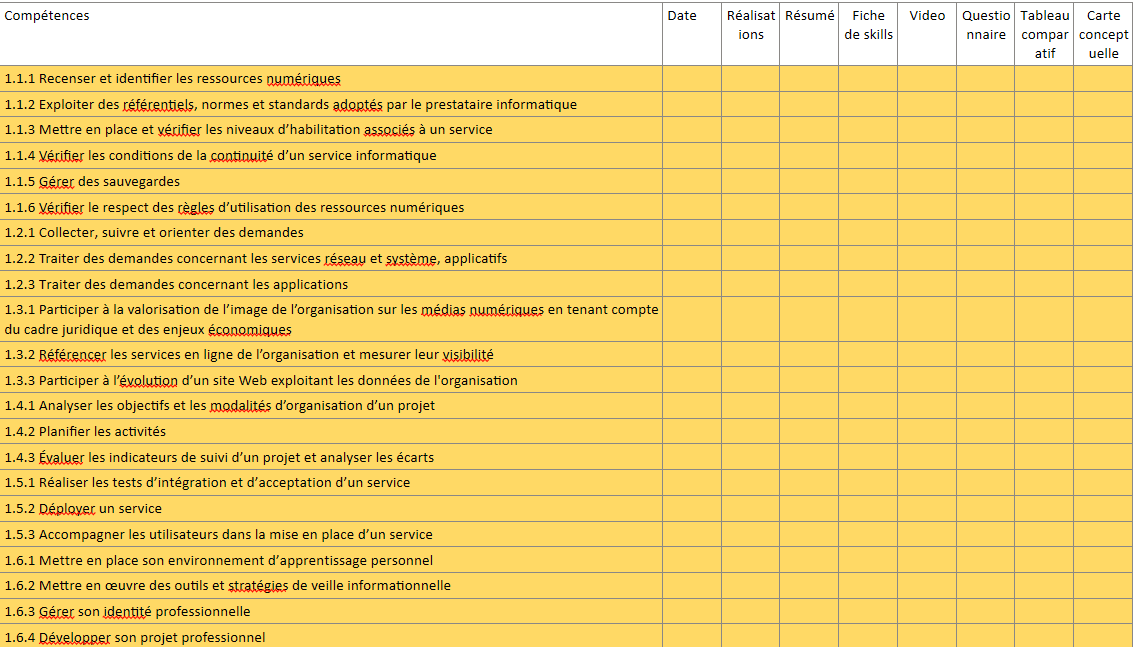 Compétences Date Réalisations Résumé Fiche de skills Video Questionnaire Tableau comparatif Carte conceptuelle
1.1.1 Recenser et identifier les ressources numériques
1.1.2 Exploiter des référentiels, normes et standards adoptés par le prestataire informatique
1.1.3 Mettre en place et vérifier les niveaux d’habilitation associés à un service
1.1.4 Vérifier les conditions de la continuité d’un service informatique
1.1.5 Gérer des sauvegardes
1.1.6 Vérifier le respect des règles d’utilisation des ressources numériques
1.2.1 Collecter, suivre et orienter des demandes
1.2.2 Traiter des demandes concernant les services réseau et système, applicatifs
1.2.3 Traiter des demandes concernant les applications
1.3.1 Participer à la valorisation de l’image de l’organisation sur les médias numériques en tenant compte
du cadre juridique et des enjeux économiques
1.3.2 Référencer les services en ligne de l’organisation et mesurer leur visibilité
1.3.3 Participer à l’évolution d’un site Web exploitant les données de l'organisation
1.4.1 Analyser les objectifs et les modalités d’organisation d’un projet
1.4.2 Planifier les activités
1.4.3 Évaluer les indicateurs de suivi d’un projet et analyser les écarts
1.5.1 Réaliser les tests d’intégration et d’acceptation d’un service
1.5.2 Déployer un service
1.5.3 Accompagner les utilisateurs dans la mise en place d’un service
1.6.1 Mettre en place son environnement d’apprentissage personnel
1.6.2 Mettre en œuvre des outils et stratégies de veille informationnelle
1.6.3 Gérer son identité professionnelle
1.6.4 Développer son projet professionnel